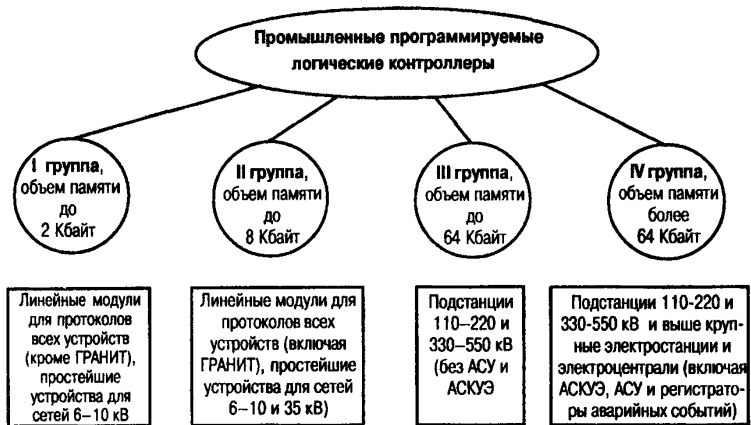 Промышленные программируемые
логические контроллеры
I группа,
объем памяти
до
2 Кбайт
II группа,
объем памяти
до
8 Кбайт
III группа,
объем памяти
до
64 Кбайт
IV группа,
объем памяти
более
64 Кбайт
Линейные модули
для протоколов
всех устройств
(кроме ГРАНИТ),
простейшие
устройства для
сетей 6–10 кВ
Линейные модули для
протоколов всех
устройств (включая
ГРАНИТ), простейшие
устройства для сетей
6–10 и 35 кВ)
Подстанции
110–220 и
330–550 кВ
(без АСУ и
АСКУЭ
Подстанции 110-220 и
330-550 кВ и выше круп-
ные электростанции и
электроцентрали (включая
АСКУЭ, АСУ и регистрато-
ры аварийных событий)